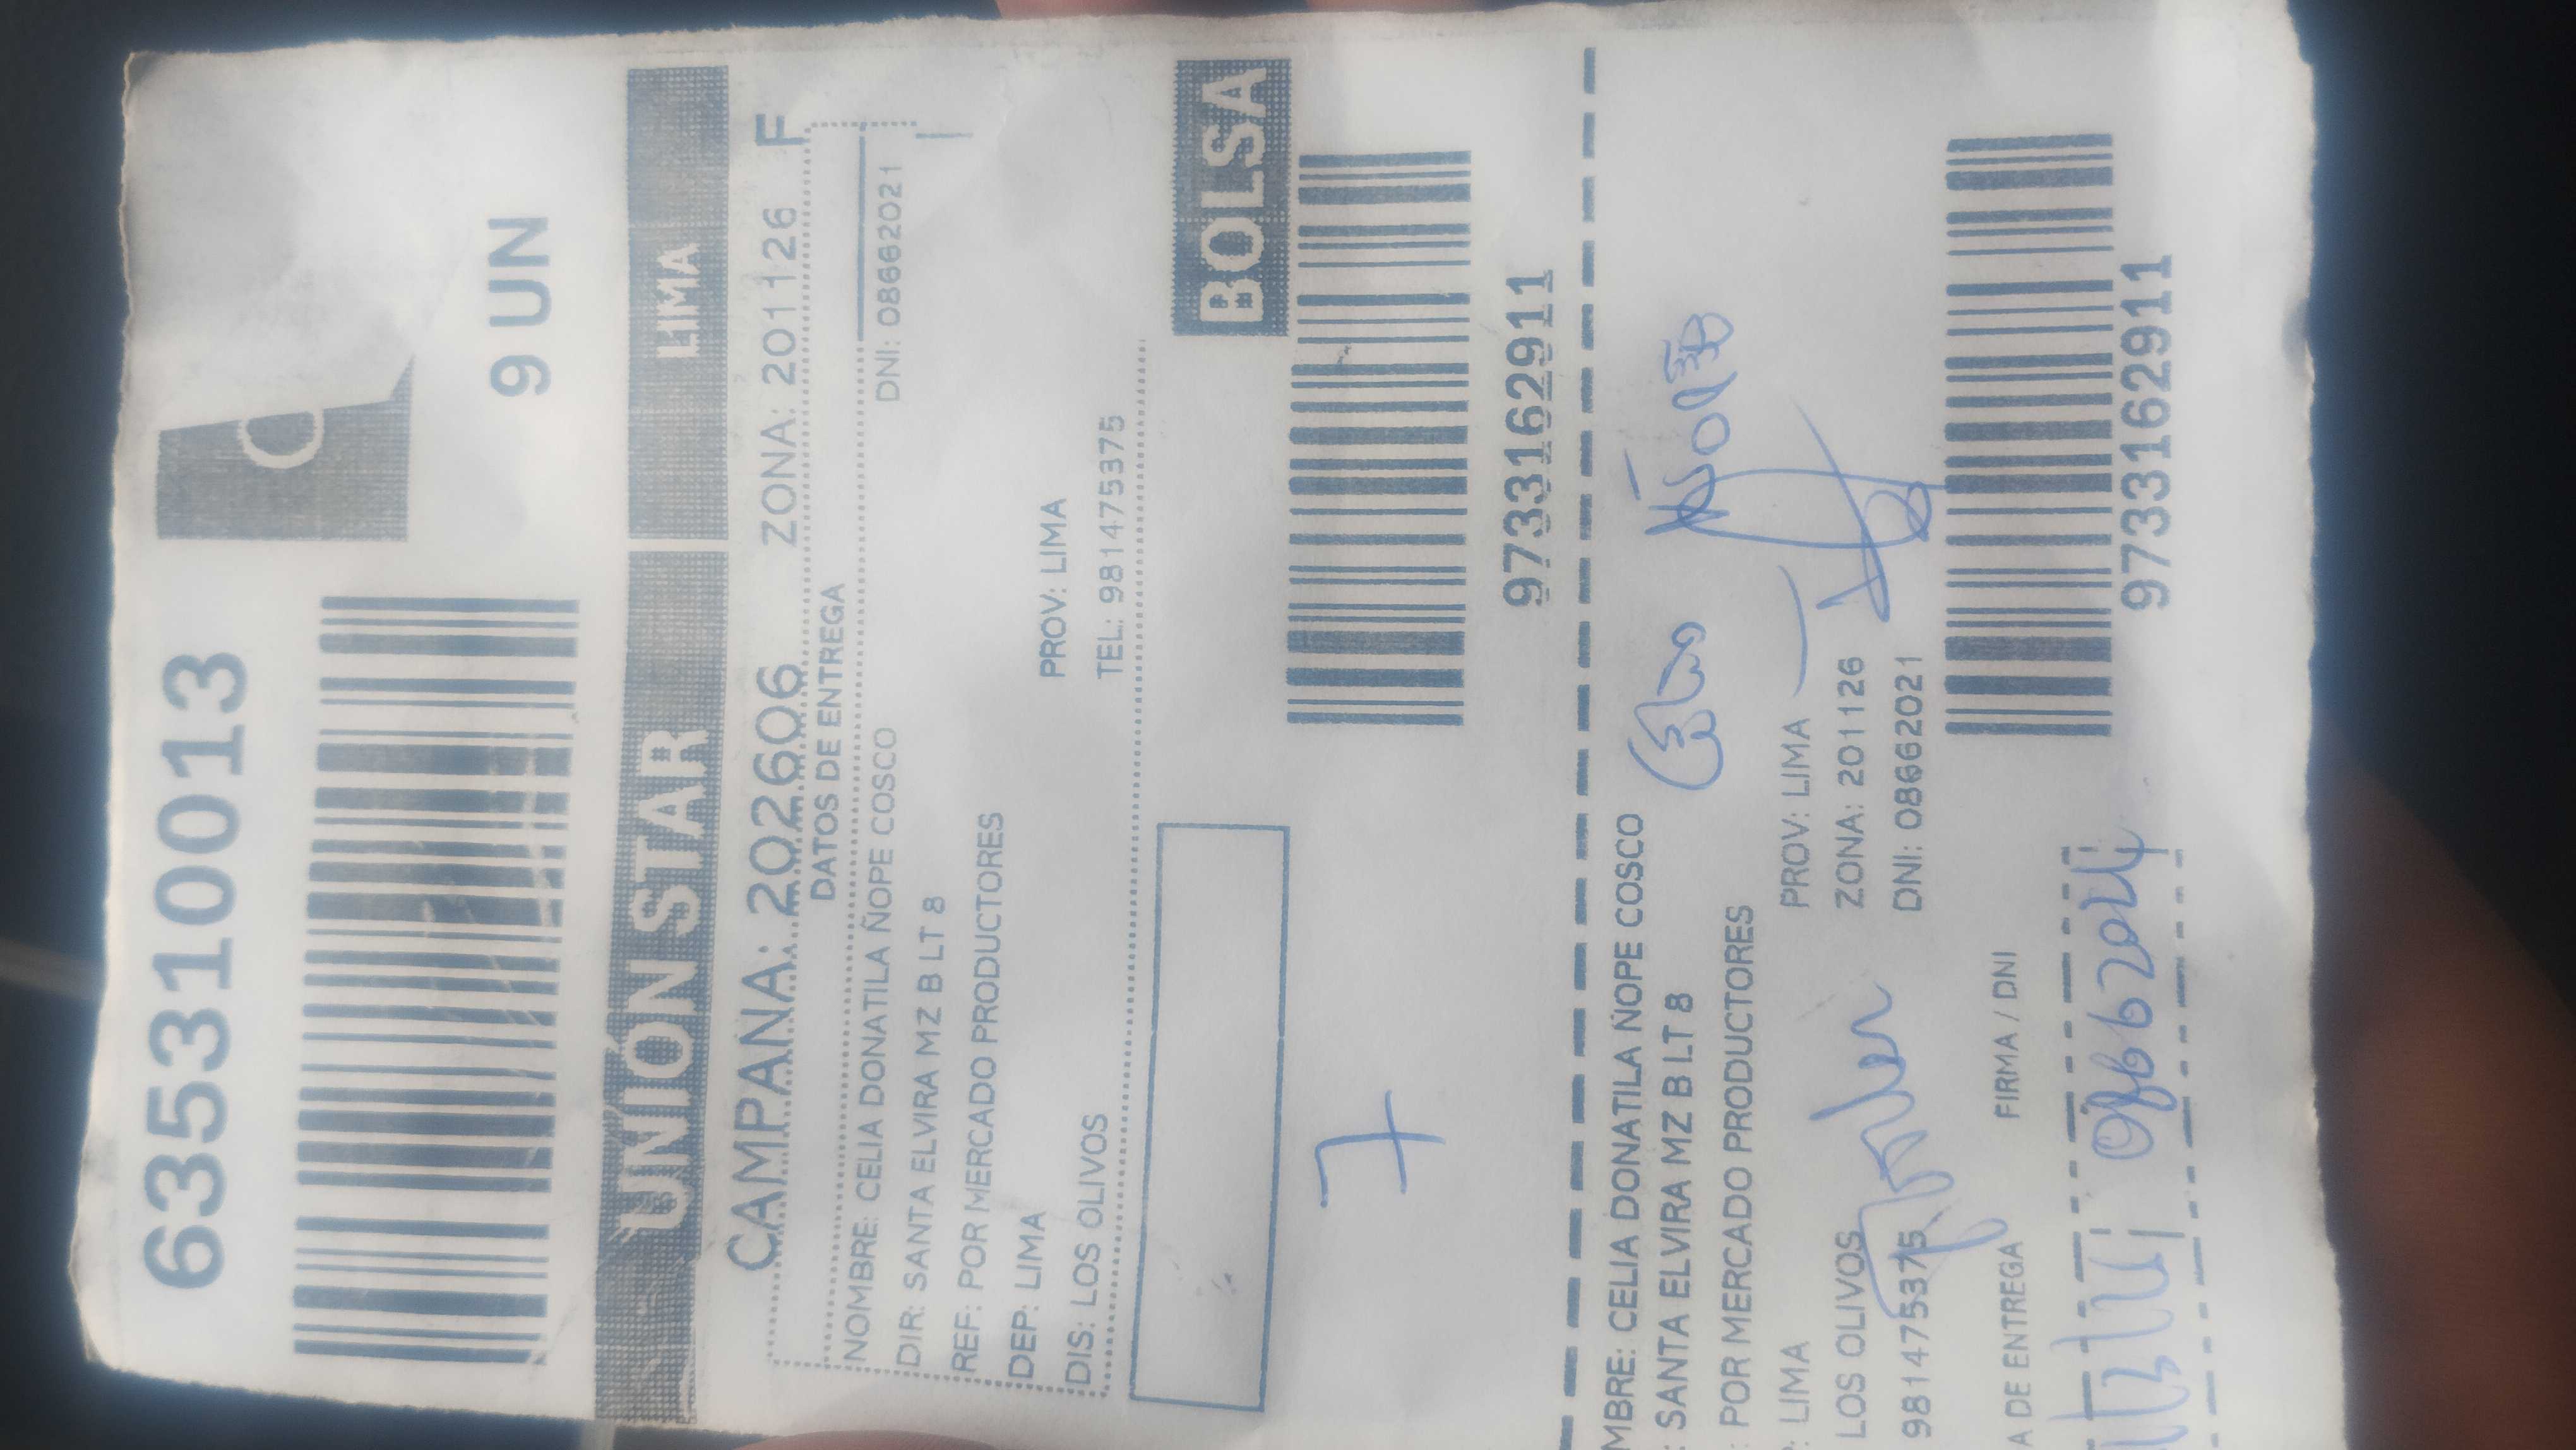 635310013
9 UN
UNIÓN STAR LIMA
CAMPAÑA: 202606 ZONA: 201126 F
DATOS DE ENTREGA
NOMBRE: CELIA DONATILA ÑOPE COSCO DNI: 08662021
DIR: SANTA ELVIRA MZ B LT 8
REF: POR MERCADO PRODUCTORES
DEP: LIMA PROV: LIMA
DIS: LOS OLIVOS TEL: 981475375
BOLSA
7
97331629​11
MBRE: CELIA DONATILA ÑOPE COSCO
: SANTA ELVIRA MZ B LT 8
: POR MERCADO PRODUCTORES
: LIMA PROV: LIMA
LOS OLIVOS ZONA: 201126
981475375 DNI: 08662021
A DE ENTREGA FIRMA / DNI
9733162911